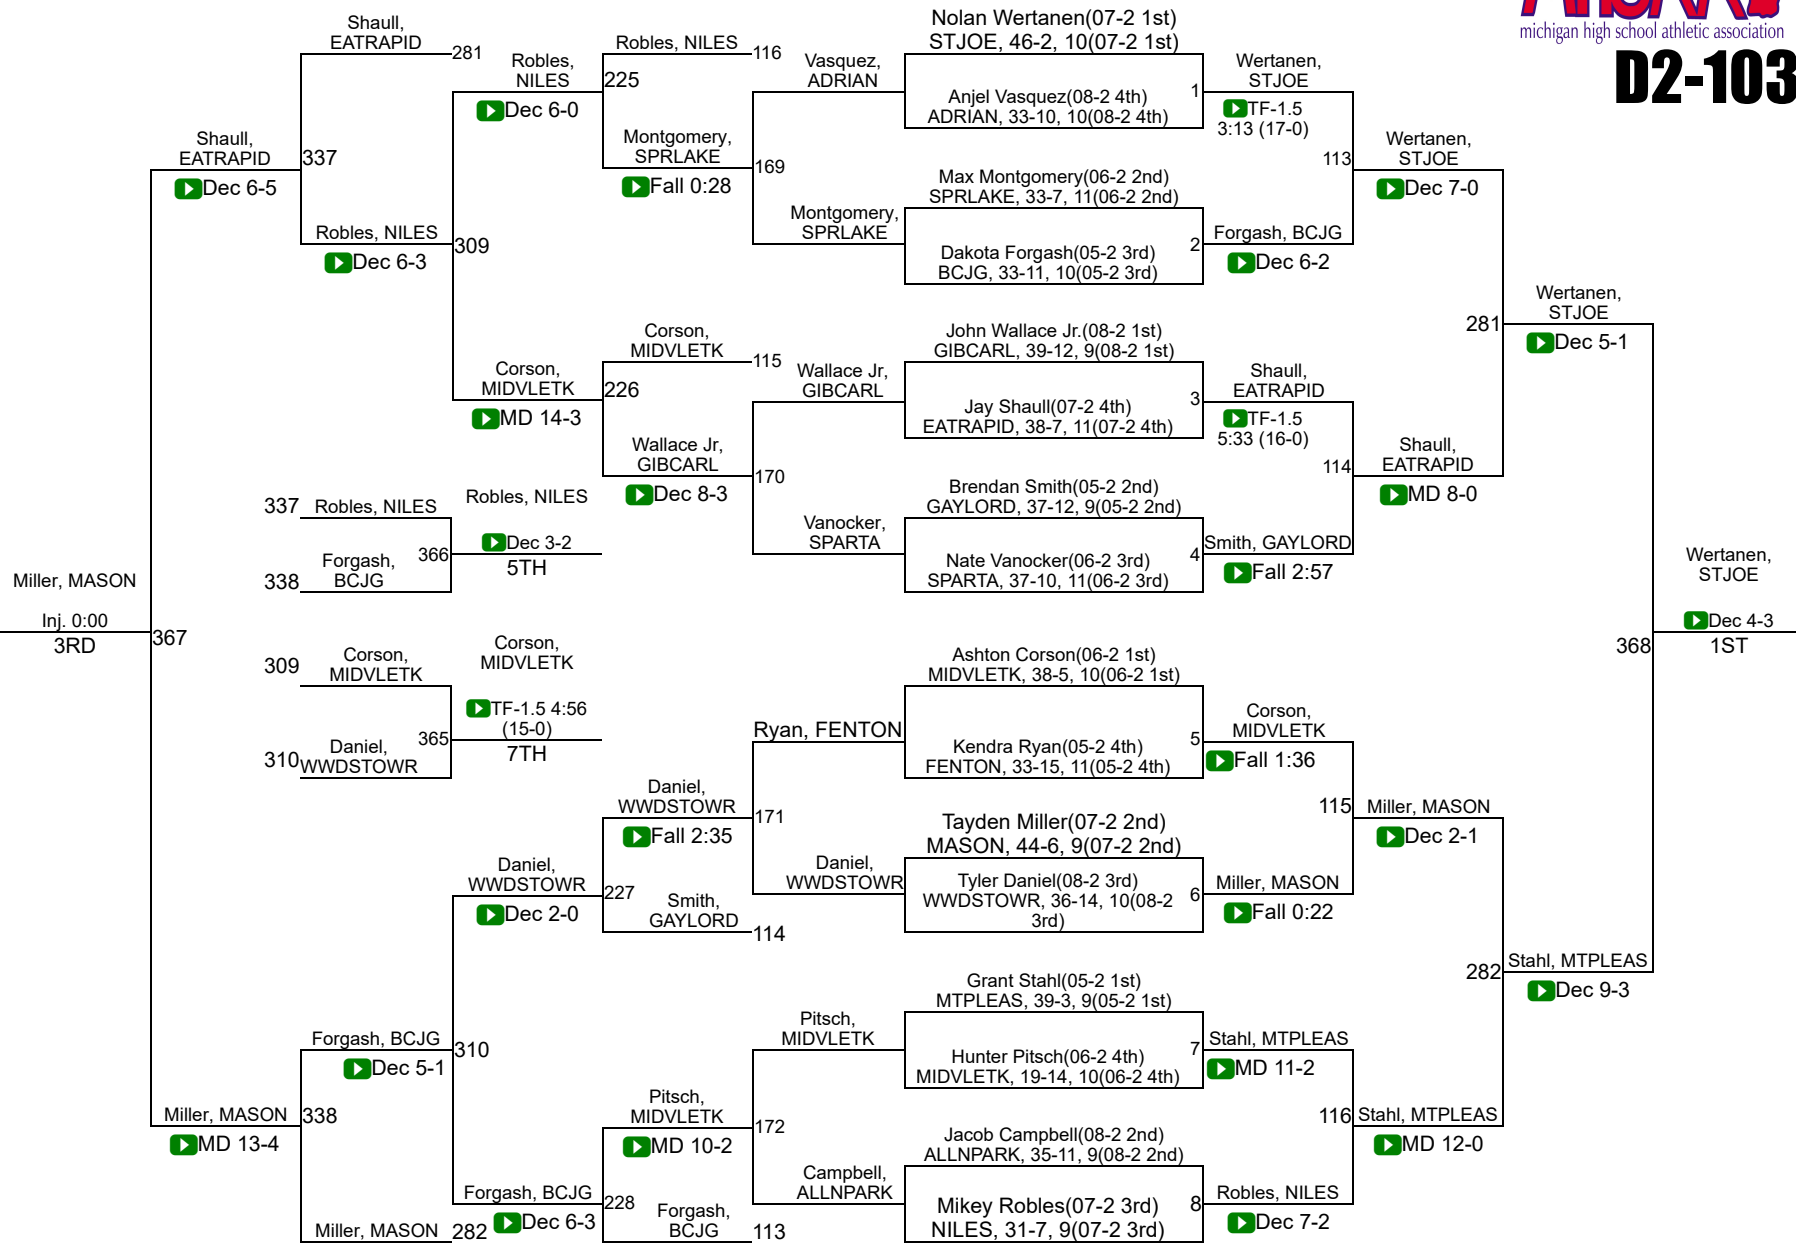 michigan high school athletic association
D2-103
Nolan Wertanen(07-2 1st)
STJOE, 46-2, 10(07-2 1st)
Anjel Vasquez(08-2 4th)
ADRIAN, 33-10, 10(08-2 4th)
1
Max Montgomery(06-2 2nd)
SPRLAKE, 33-7, 11(06-2 2nd)
Dakota Forgash(05-2 3rd)
BCJG, 33-11, 10(05-2 3rd)
2
John Wallace Jr.(08-2 1st)
GIBCARL, 39-12, 9(08-2 1st)
Jay Shaull(07-2 4th)
EATRAPID, 38-7, 11(07-2 4th)
3
Brendan Smith(05-2 2nd)
GAYLORD, 37-12, 9(05-2 2nd)
Nate Vanocker(06-2 3rd)
SPARTA, 37-10, 11(06-2 3rd)
4
Ashton Corson(06-2 1st)
MIDVLETK, 38-5, 10(06-2 1st)
Kendra Ryan(05-2 4th)
FENTON, 33-15, 11(05-2 4th)
5
Tayden Miller(07-2 2nd)
MASON, 44-6, 9(07-2 2nd)
Tyler Daniel(08-2 3rd)
WWDSTOWR, 36-14, 10(08-2
3rd)
6
Grant Stahl(05-2 1st)
MTPLEAS, 39-3, 9(05-2 1st)
Hunter Pitsch(06-2 4th)
MIDVLETK, 19-14, 10(06-2 4th)
7
Jacob Campbell(08-2 2nd)
ALLNPARK, 35-11, 9(08-2 2nd)
Mikey Robles(07-2 3rd)
NILES, 31-7, 9(07-2 3rd)
8
Wertanen,
STJOE
TF-1.5
3:13 (17-0)
113
Forgash, BCJG
Dec 6-2
Shaull,
EATRAPID
TF-1.5
5:33 (16-0)
114
Smith, GAYLORD
Fall 2:57
Corson,
MIDVLETK
Fall 1:36
115
Miller, MASON
Fall 0:22
Stahl, MTPLEAS
MD 11-2
116
Robles, NILES
Dec 7-2
Wertanen,
STJOE
Dec 7-0
281
Shaull,
EATRAPID
MD 8-0
Miller, MASON
Dec 2-1
282
Stahl, MTPLEAS
MD 12-0
Wertanen,
STJOE
Dec 5-1
368
Stahl, MTPLEAS
Dec 9-3
Wertanen,
STJOE
Dec 4-3
1ST
Vasquez,
ADRIAN
169
Montgomery,
SPRLAKE
Wallace Jr,
GIBCARL
170
Vanocker,
SPARTA
Ryan, FENTON
171
Daniel,
WWDSTOWR
Pitsch,
MIDVLETK
172
Campbell,
ALLNPARK
Robles, NILES
116
225
Montgomery,
SPRLAKE
Fall 0:28
Corson,
MIDVLETK
115
226
Wallace Jr,
GIBCARL
Dec 8-3
Daniel,
WWDSTOWR
Fall 2:35
227
Smith,
GAYLORD
114
Pitsch,
MIDVLETK
MD 10-2
228
Forgash,
BCJG
113
Robles,
NILES
Dec 6-0
309
Corson,
MIDVLETK
MD 14-3
Daniel,
WWDSTOWR
Dec 2-0
310
Forgash, BCJG
Dec 6-3
Shaull,
EATRAPID
281
337
Robles, NILES
Dec 6-3
Forgash, BCJG
Dec 5-1
338
Miller, MASON
282
Shaull,
EATRAPID
Dec 6-5
367
Miller, MASON
MD 13-4
Miller, MASON
Inj. 0:00
3RD
337
Robles, NILES
338
Forgash,
BCJG
366
Robles, NILES
Dec 3-2
5TH
309
Corson,
MIDVLETK
310
Daniel,
WWDSTOWR
365
Corson,
MIDVLETK
TF-1.5 4:56
(15-0)
7TH